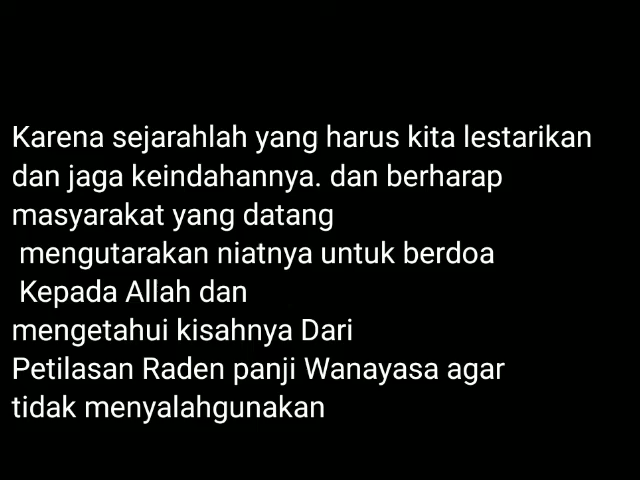 Karena sejarahlah yang harus kita lestarikan
dan jaga keindahannya. dan berharap
masyarakat yang datang
mengutarakan niatnya untuk berdoa
Kepada Allah dan
mengetahui kisahnya Dari
Petilasan Raden panji Wanayasa agar
tidak menyalahgunakan